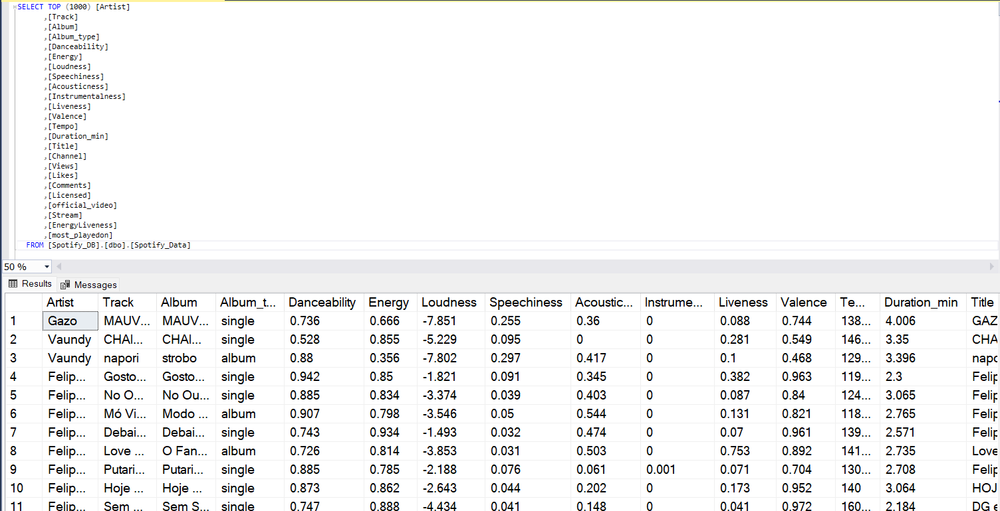 SELECT TOP (1000) [Artist]
,[Track]
,[Album]
,[Album_type]
,[Danceability]
,[Energy]
,[Loudness]
,[Speechiness]
,[Acousticness]
,[Instrumentalness]
,[Liveness]
,[Valence]
,[Tempo]
,[Duration_min]
,[Title]
,[Channel]
,[Views]
,[Likes]
,[Comments]
,[Licensed]
,[official_video]
,[Stream]
,[EnergyLiveness]
,[most_playedon]
FROM [Spotify_DB].[dbo].[Spotify_Data]
50 %
Results Messages
Artist Track Album Album_t... Danceability Energy Loudness Speechiness Acoustic... Instrume... Liveness Valence Te... Duration_min Title
1 Gazo MAUV... MAUV... single 0.736 0.666 -7.851 0.255 0.36 0 0.088 0.744 138... 4.006 GAZ
2 Vaundy CHAI... CHAI... single 0.528 0.855 -5.229 0.095 0 0 0.281 0.549 146... 3.35 CHA
3 Vaundy napori strobo album 0.88 0.356 -7.802 0.297 0.417 0 0.1 0.468 129... 3.396 napo
4 Felip... Gosto... Gosto... single 0.942 0.85 -1.821 0.091 0.345 0 0.382 0.963 119... 2.3 Felip
5 Felip... No O... No Ou... single 0.885 0.834 -3.374 0.039 0.403 0 0.087 0.84 124... 3.065 Felip
6 Felip... Mó Vi... Modo ... album 0.907 0.798 -3.546 0.05 0.544 0 0.131 0.821 118... 2.765 Felip
7 Felip... Debai... Debai... single 0.743 0.934 -1.493 0.032 0.474 0 0.07 0.961 139... 2.571 Felip
8 Felip... Love ... O Fan... album 0.726 0.814 -3.853 0.031 0.503 0 0.753 0.892 141... 2.735 Love
9 Felip... Putari... Putari... single 0.885 0.785 -2.188 0.076 0.061 0.001 0.071 0.704 130... 2.708 Felip
10 Felip... Hoje ... Hoje ... single 0.873 0.862 -2.643 0.044 0.202 0 0.173 0.952 140 3.064 HOJ
11 Felip... Sem ... Sem S... single 0.747 0.888 -4.434 0.041 0.148 0 0.041 0.972 160... 2.184 DG e